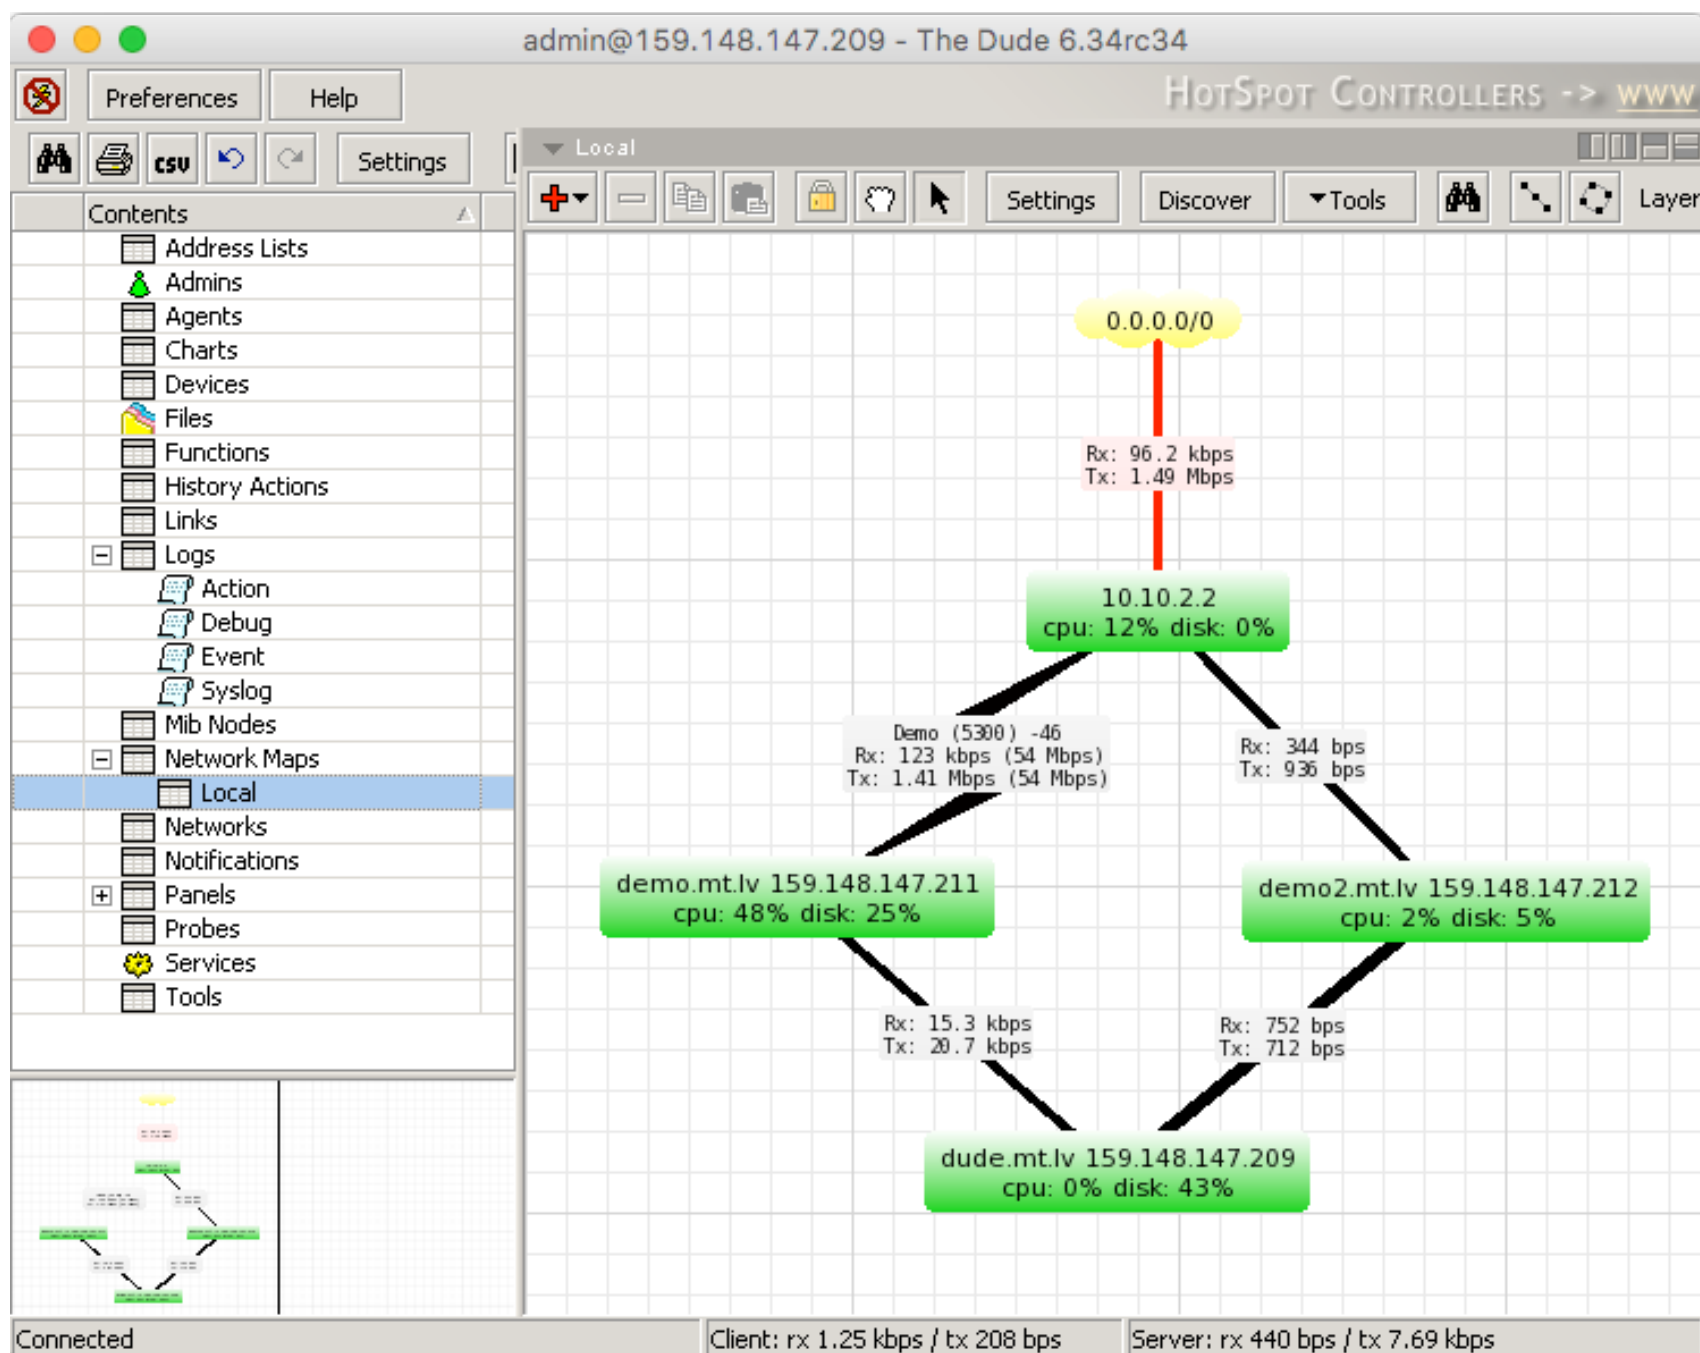 admin@159.148.147.209 - The Dude 6.34rc34
Preferences
Help
HotSpot Controllers -> www
csv
Settings
Local
Settings
Discover
Tools
Layer
Contents
Address Lists
Admins
Agents
Charts
Devices
Files
Functions
History Actions
Links
Logs
Action
Debug
Event
Syslog
Mib Nodes
Network Maps
Local
Networks
Notifications
Panels
Probes
Services
Tools
0.0.0.0/0
Rx: 96.2 kbps
Tx: 1.49 Mbps
10.10.2.2
cpu: 12% disk: 0%
Demo (5300) -46
Rx: 123 kbps (54 Mbps)
Tx: 1.41 Mbps (54 Mbps)
Rx: 344 bps
Tx: 936 bps
demo.mt.lv 159.148.147.211
cpu: 48% disk: 25%
demo2.mt.lv 159.148.147.212
cpu: 2% disk: 5%
Rx: 15.3 kbps
Tx: 20.7 kbps
Rx: 752 bps
Tx: 712 bps
dude.mt.lv 159.148.147.209
cpu: 0% disk: 43%
Connected
Client: rx 1.25 kbps / tx 208 bps
Server: rx 440 bps / tx 7.69 kbps